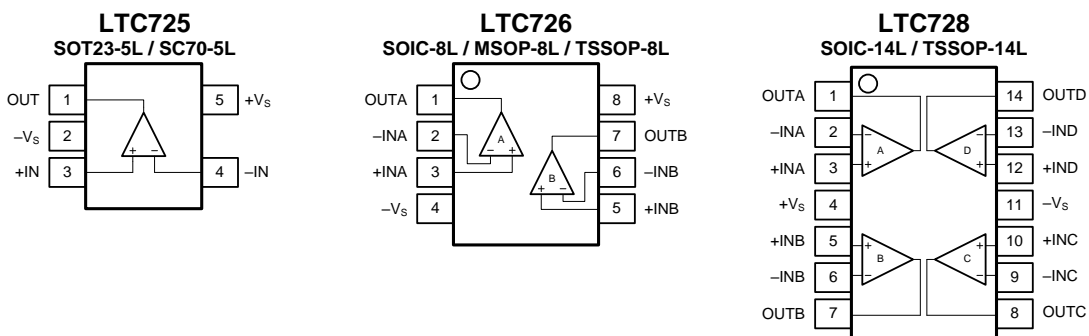 LTC725
SOT23-5L / SC70-5L
OUT 1 5 +VS
–VS 2
+IN 3 4 –IN
+ –
LTC726
SOIC-8L / MSOP-8L / TSSOP-8L
OUTA 1 8 +VS
–INA 2 7 OUTB
+INA 3 6 –INB
–VS 4 5 +INB
A
– +
B
+ –
LTC728
SOIC-14L / TSSOP-14L
OUTA 1 14 OUTD
–INA 2 – – 13 –IND
A D
+INA 3 + + 12 +IND
+VS 4 11 –VS
+INB 5 + + 10 +INC
B C
–INB 6 – – 9 –INC
OUTB 7 8 OUTC